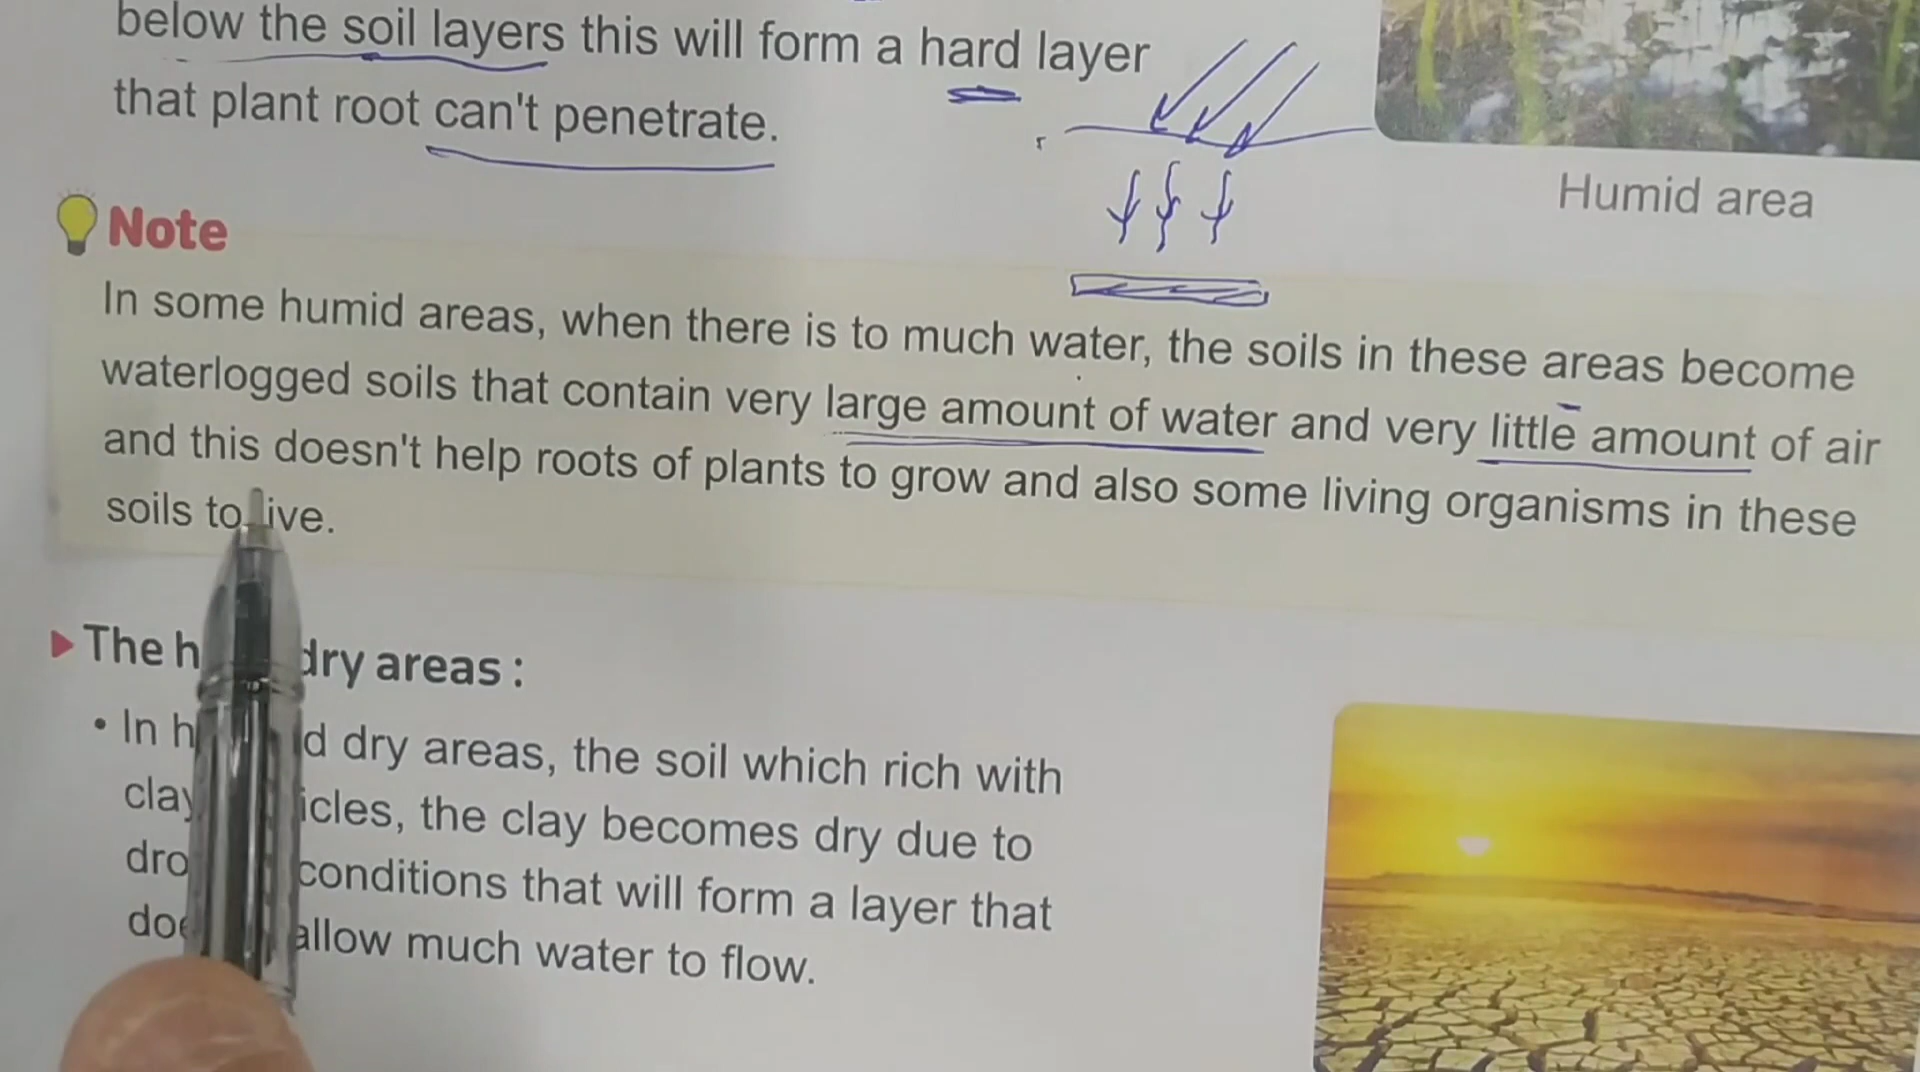 below the soil layers this will form a hard layer
that plant root can't penetrate.
Humid area
Note
In some humid areas, when there is to much water, the soils in these areas become
waterlogged soils that contain very large amount of water and very little amount of air
and this doesn't help roots of plants to grow and also some living organisms in these
soils to live.
The dry areas :
• In dry areas, the soil which rich with
the clay becomes dry due to
conditions that will form a layer that
allow much water to flow.